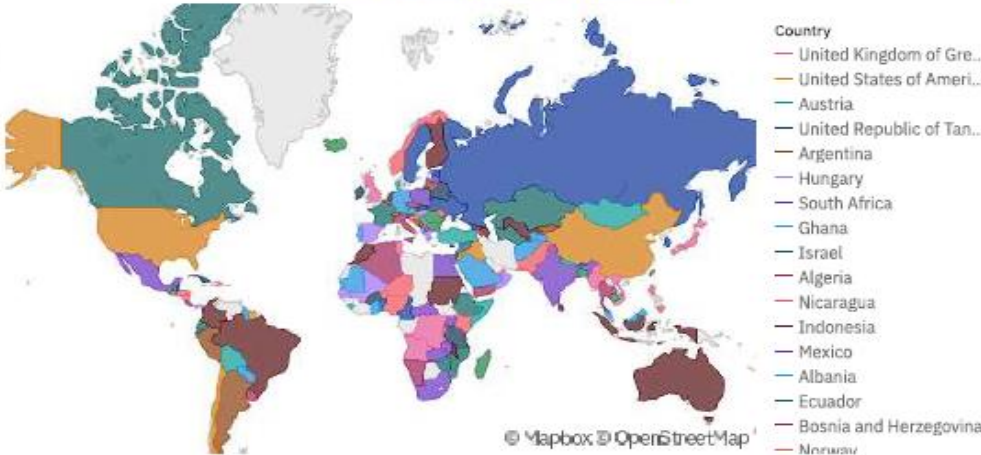 Country
United Kingdom of Gre...
United States of Ameri...
Austria
United Republic of Tan...
Argentina
Hungary
South Africa
Ghana
Israel
Algeria
Nicaragua
Indonesia
Mexico
Albania
Ecuador
Bosnia and Herzegovina
Norway
© Mapbox © OpenStreetMap